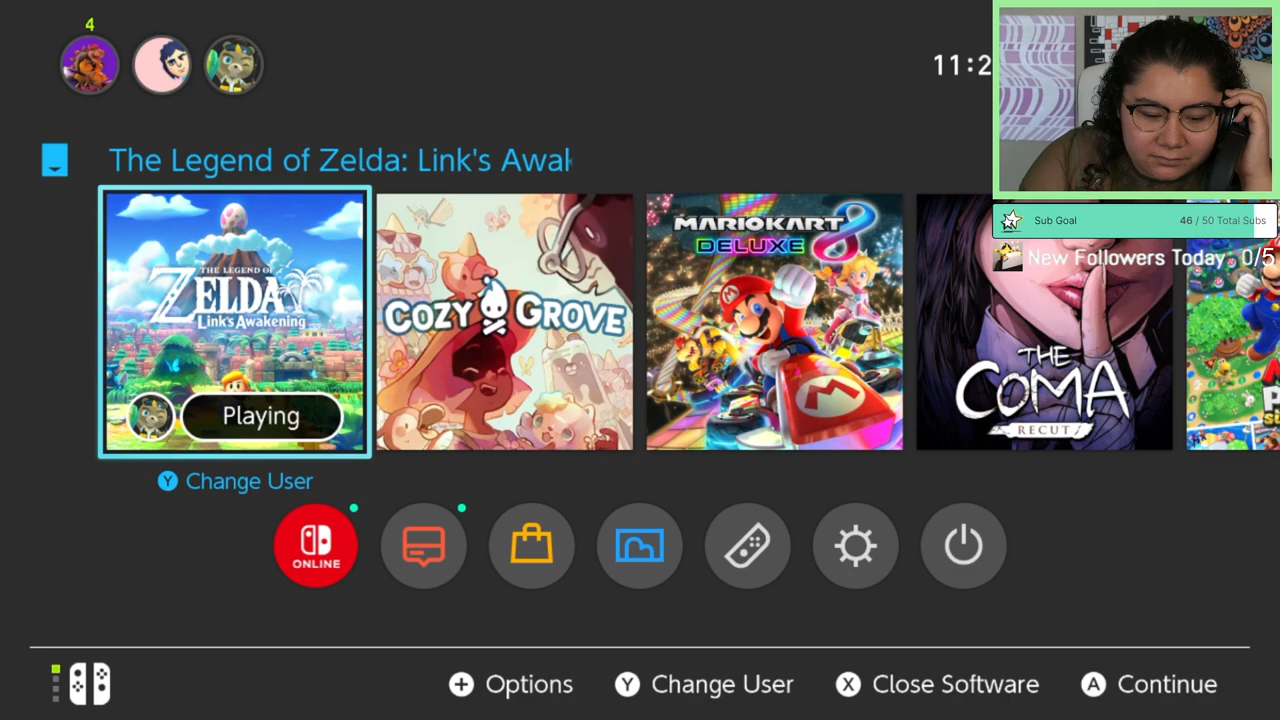 4
11:2
The Legend of Zelda: Link's Awak
Sub Goal
46 / 50 Total Subs
New Followers Today: 0/5
THE LEGEND OF
ZELDA
Link's Awakening
Playing
COZY GROVE
MARIOKART 8
DELUXE
THE
COMA
RECUT
Y Change User
ONLINE
+ Options
Y Change User
X Close Software
A Continue